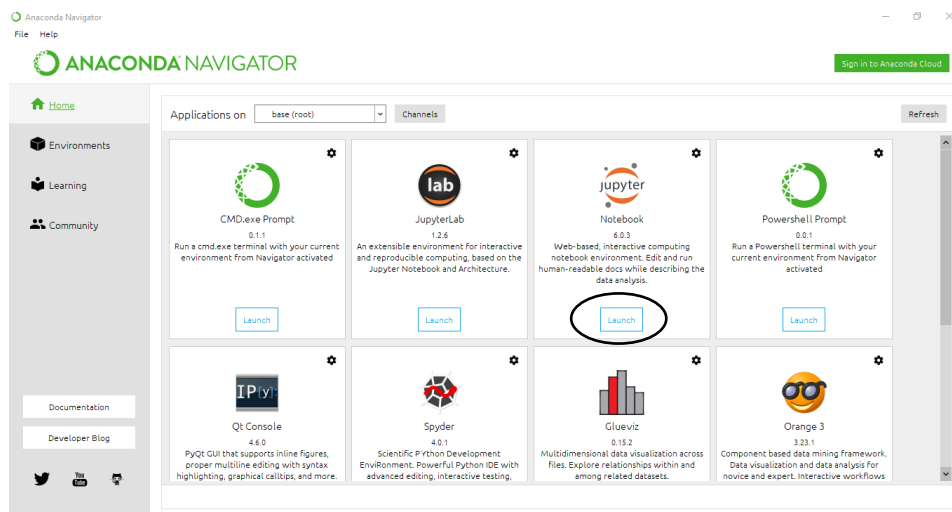 Anaconda Navigator
File Help
ANACONDA NAVIGATOR
Sign in to Anaconda Cloud
Home
Environments
Learning
Community
Documentation
Developer Blog
You
Tube
Applications on
base (root)
Channels
Refresh
CMD.exe Prompt
0.1.1
Run a cmd.exe terminal with your current
environment from Navigator activated
Launch
lab
JupyterLab
1.2.6
An extensible environment for interactive
and reproducible computing, based on the
Jupyter Notebook and Architecture.
Launch
jupyter
Notebook
6.0.3
Web-based, interactive computing
notebook environment. Edit and run
human-readable docs while describing the
data analysis.
Launch
Powershell Prompt
0.0.1
Run a Powershell terminal with your
current environment from Navigator
activated
Launch
IP[y]:
Qt Console
4.6.0
PyQt GUI that supports inline figures,
proper multiline editing with syntax
highlighting, graphical calltips, and more.
Spyder
4.0.1
Scientific PYthon Development
EnviRonment. Powerful Python IDE with
advanced editing, interactive testing,
Glueviz
0.15.2
Multidimensional data visualization across
files. Explore relationships within and
among related datasets.
Orange 3
3.23.1
Component based data mining framework.
Data visualization and data analysis for
novice and expert. Interactive workflows